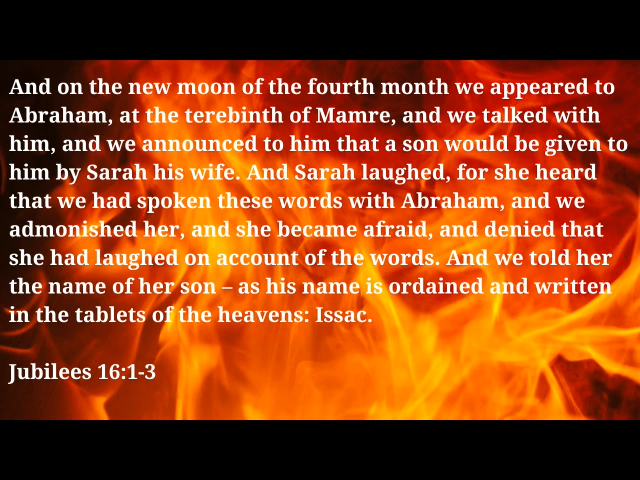 And on the new moon of the fourth month we appeared to
Abraham, at the terebinth of Mamre, and we talked with
him, and we announced to him that a son would be given to
him by Sarah his wife. And Sarah laughed, for she heard
that we had spoken these words with Abraham, and we
admonished her, and she became afraid, and denied that
she had laughed on account of the words. And we told her
the name of her son – as his name is ordained and written
in the tablets of the heavens: Issac.
Jubilees 16:1-3